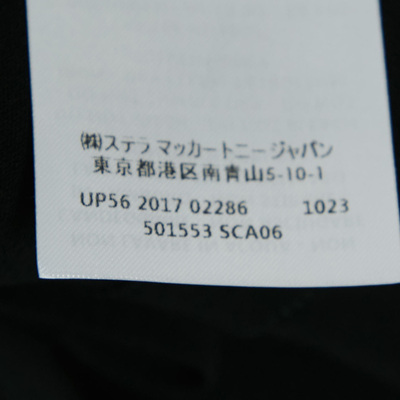 ㈱ステラ マッカートニージャパン
東京都港区南青山5-10-1
UP56 2017 02286 1023
501553 SCA06